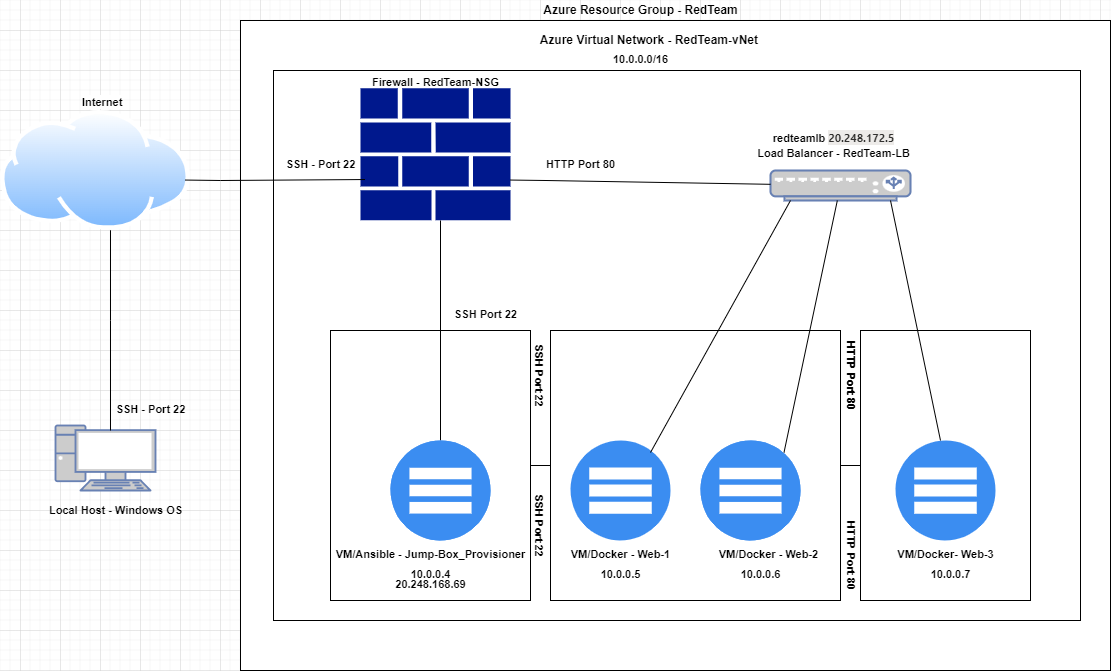 Azure Resource Group - RedTeam
Azure Virtual Network - RedTeam-vNet
10.0.0.0/16
Firewall - RedTeam-NSG
Internet
redteamlb 20.248.172.5
Load Balancer - RedTeam-LB
SSH - Port 22
HTTP Port 80
SSH Port 22
SSH Port 22
HTTP Port 80
SSH - Port 22
Local Host - Windows OS
SSH Port 22
HTTP Port 80
VM/Ansible - Jump-Box_Provisioner
10.0.0.4
20.248.168.69
VM/Docker - Web-1
10.0.0.5
VM/Docker - Web-2
10.0.0.6
VM/Docker- Web-3
10.0.0.7